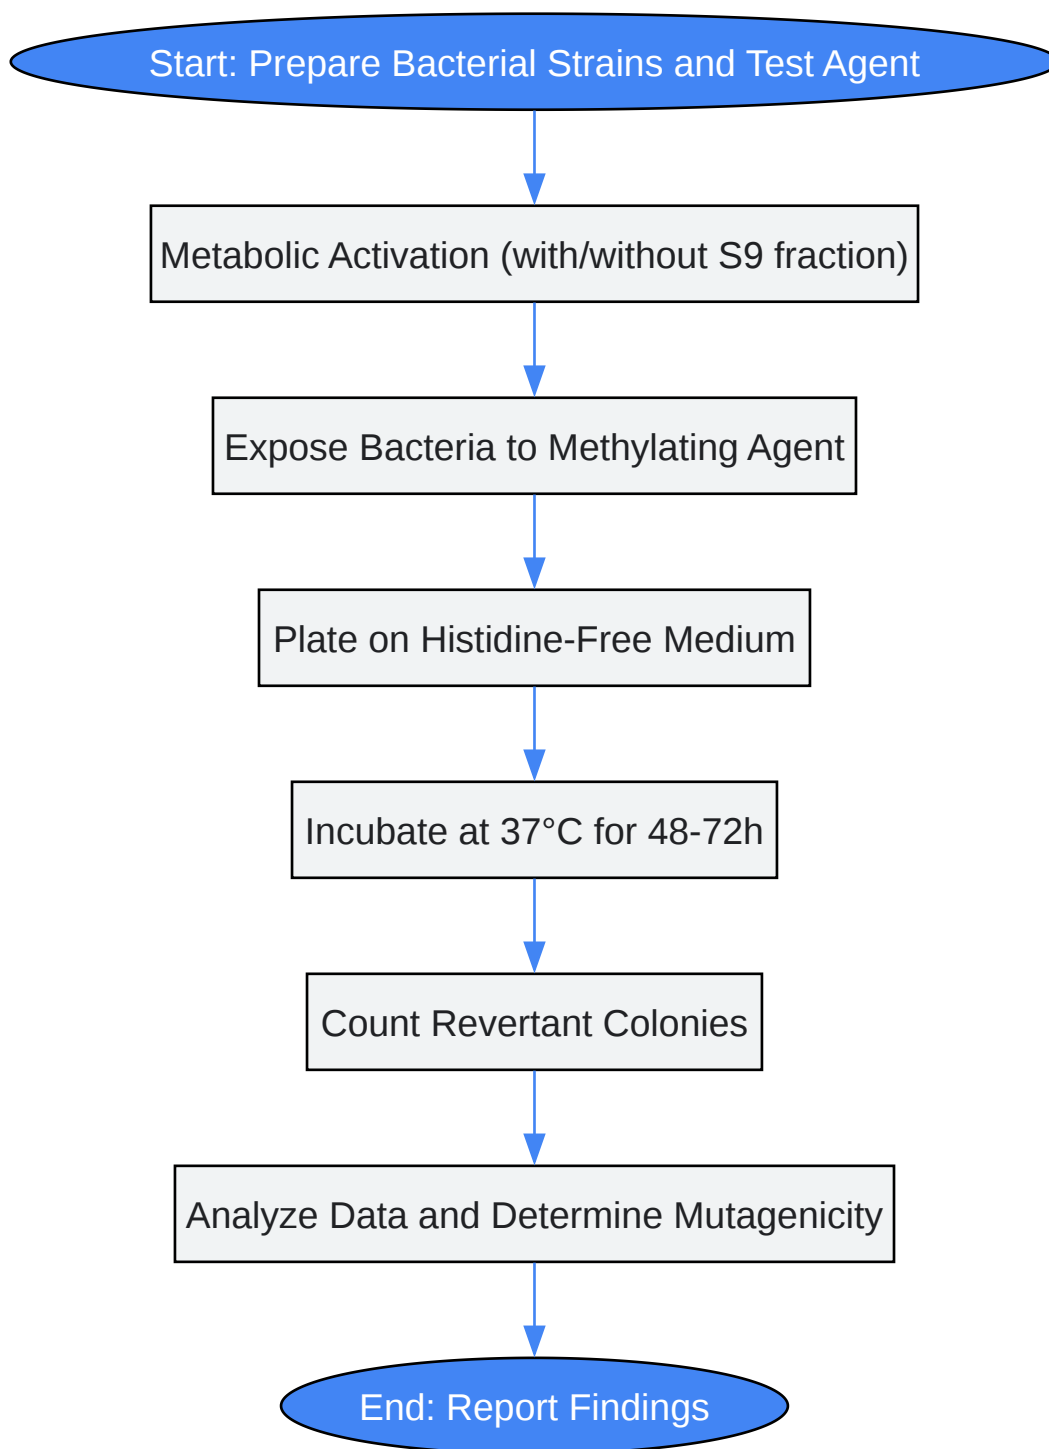 Start: Prepare Bacterial Strains and Test Agent
Metabolic Activation (with/without S9 fraction)
Expose Bacteria to Methylating Agent
Plate on Histidine-Free Medium
Incubate at 37°C for 48-72h
Count Revertant Colonies
Analyze Data and Determine Mutagenicity
End: Report Findings